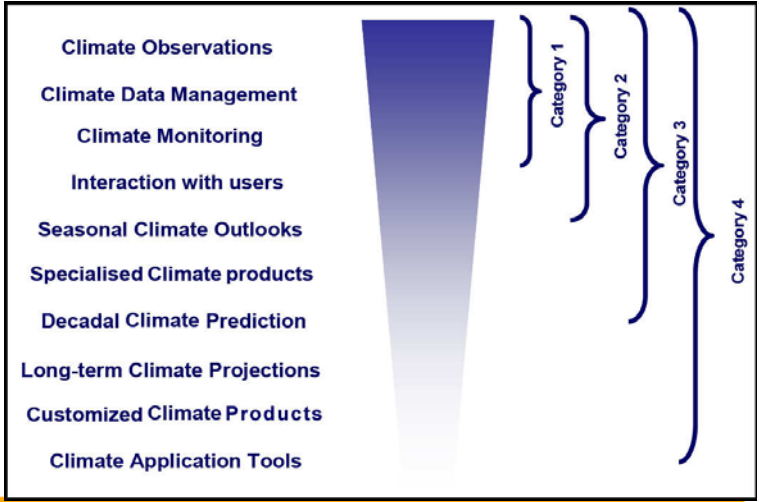 Climate Observations
Climate Data Management
Climate Monitoring
Interaction with users
Seasonal Climate Outlooks
Specialised Climate products
Decadal Climate Prediction
Long-term Climate Projections
Customized Climate Products
Climate Application Tools
Category 1
Category 2
Category 3
Category 4